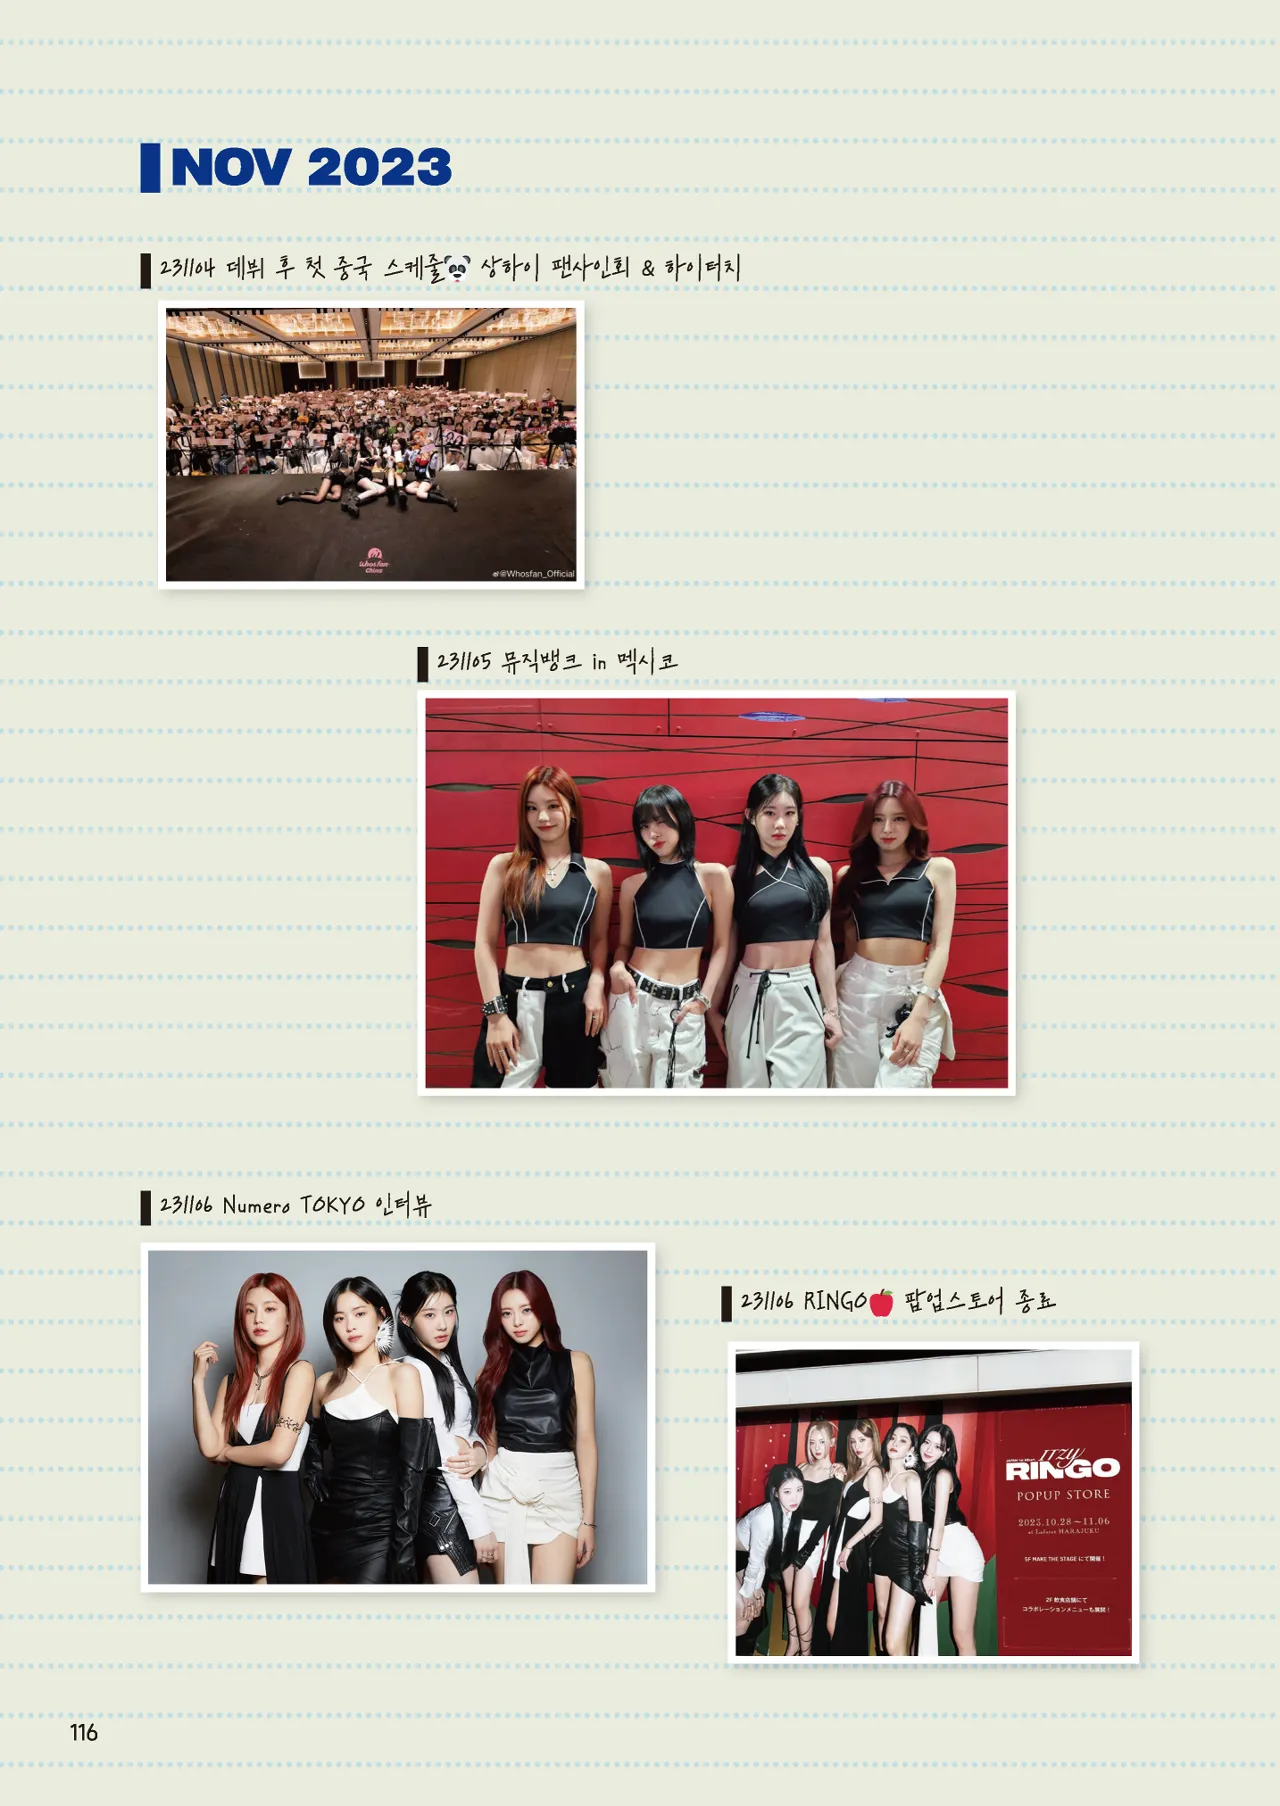 NOV 2023
231104 데뷔 후 첫 중국 스케줄🐼 상하이 팬사인회 & 하이터치
Whosfan
China
@Whosfan_Official
231105 뮤직뱅크 in 멕시코
231106 Numero TOKYO 인터뷰
231106 RINGO🍎 팝업스토어 종료
ITZY
RINGO
POPUP STORE
2023.10.28~11.06
at Laforet HARAJUKU
5F MAKE THE STAGE にて開催！
2F 飲食店舗にて
コラボレーションメニューも展開！
116